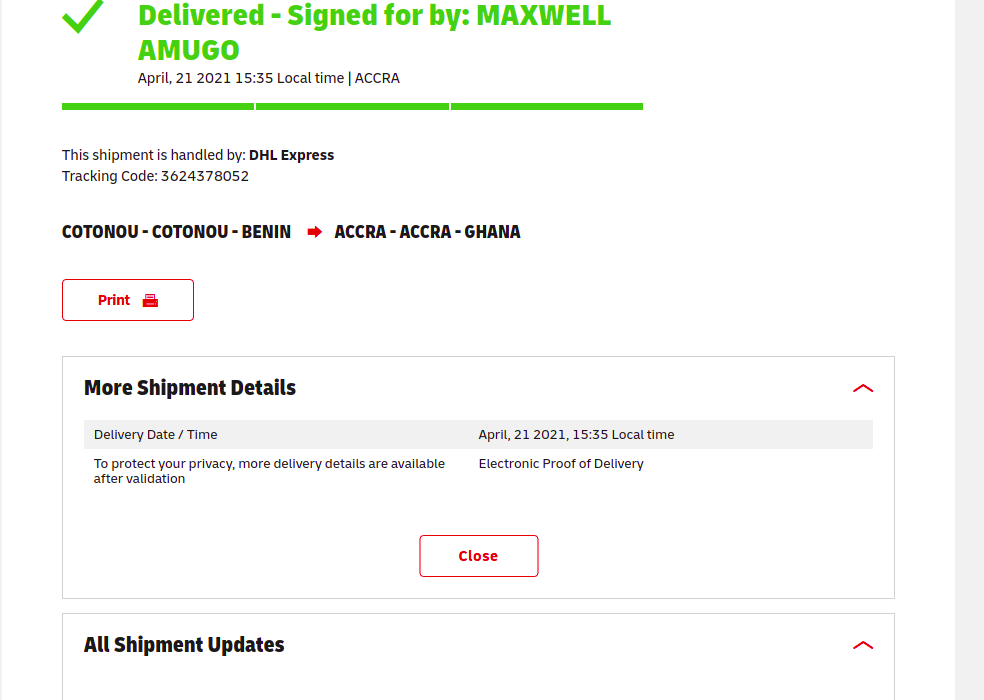 Delivered - Signed for by: MAXWELL
AMUGO
April, 21 2021 15:35 Local time | ACCRA
This shipment is handled by: DHL Express
Tracking Code: 3624378052
COTONOU - COTONOU - BENIN ACCRA - ACCRA - GHANA
Print
More Shipment Details
Delivery Date / Time April, 21 2021, 15:35 Local time
To protect your privacy, more delivery details are available Electronic Proof of Delivery
after validation
Close
All Shipment Updates